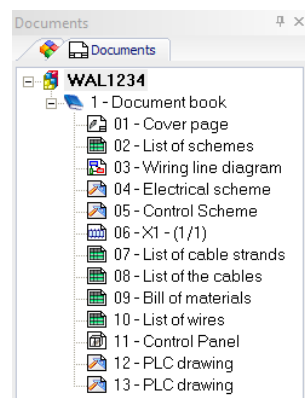 Documents
Documents
WAL1234
1 - Document book
01 - Cover page
02 - List of schemes
03 - Wiring line diagram
04 - Electrical scheme
05 - Control Scheme
06 - X1 - (1/1)
07 - List of cable strands
08 - List of the cables
09 - Bill of materials
10 - List of wires
11 - Control Panel
12 - PLC drawing
13 - PLC drawing